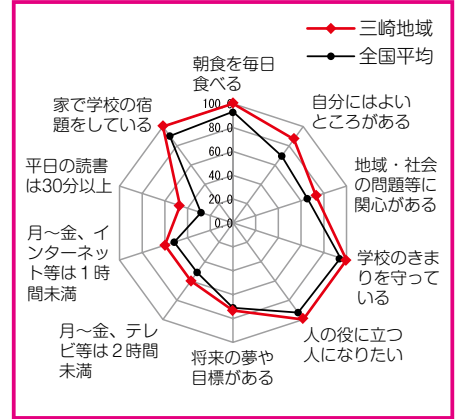 三崎地域
全国平均
朝食を毎日
食べる
自分にはよい
ところがある
地域・社会
の問題等に
関心がある
学校のきま
りを守って
いる
人の役に立つ
人になりたい
将来の夢や
目標がある
月～金、テレ
ビ等は２時間
未満
月～金、イ
ンターネッ
ト等は１時
間未満
平日の読書
は30分以上
家で学校の宿
題をしている
100.0
80.0
60.0
40.0
20.0
0.0